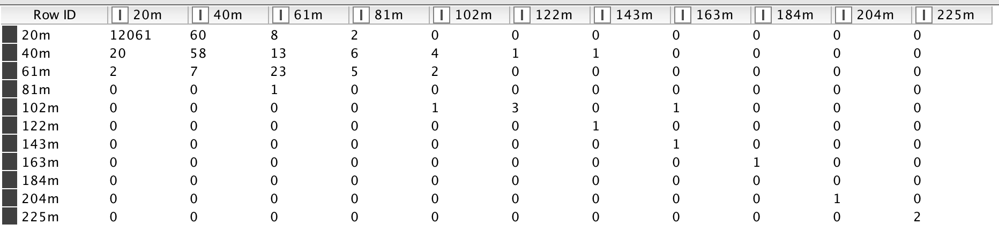 Row ID I 20m I 40m I 61m I 81m I 102m I 122m I 143m I 163m I 184m I 204m I 225m
20m 12061 60 8 2 0 0 0 0 0 0 0
40m 20 58 13 6 4 1 1 0 0 0 0
61m 2 7 23 5 2 0 0 0 0 0 0
81m 0 0 1 0 0 0 0 0 0 0 0
102m 0 0 0 0 1 3 0 1 0 0 0
122m 0 0 0 0 0 0 1 0 0 0 0
143m 0 0 0 0 0 0 0 1 0 0 0
163m 0 0 0 0 0 0 0 0 1 0 0
184m 0 0 0 0 0 0 0 0 0 0 0
204m 0 0 0 0 0 0 0 0 0 1 0
225m 0 0 0 0 0 0 0 0 0 0 2